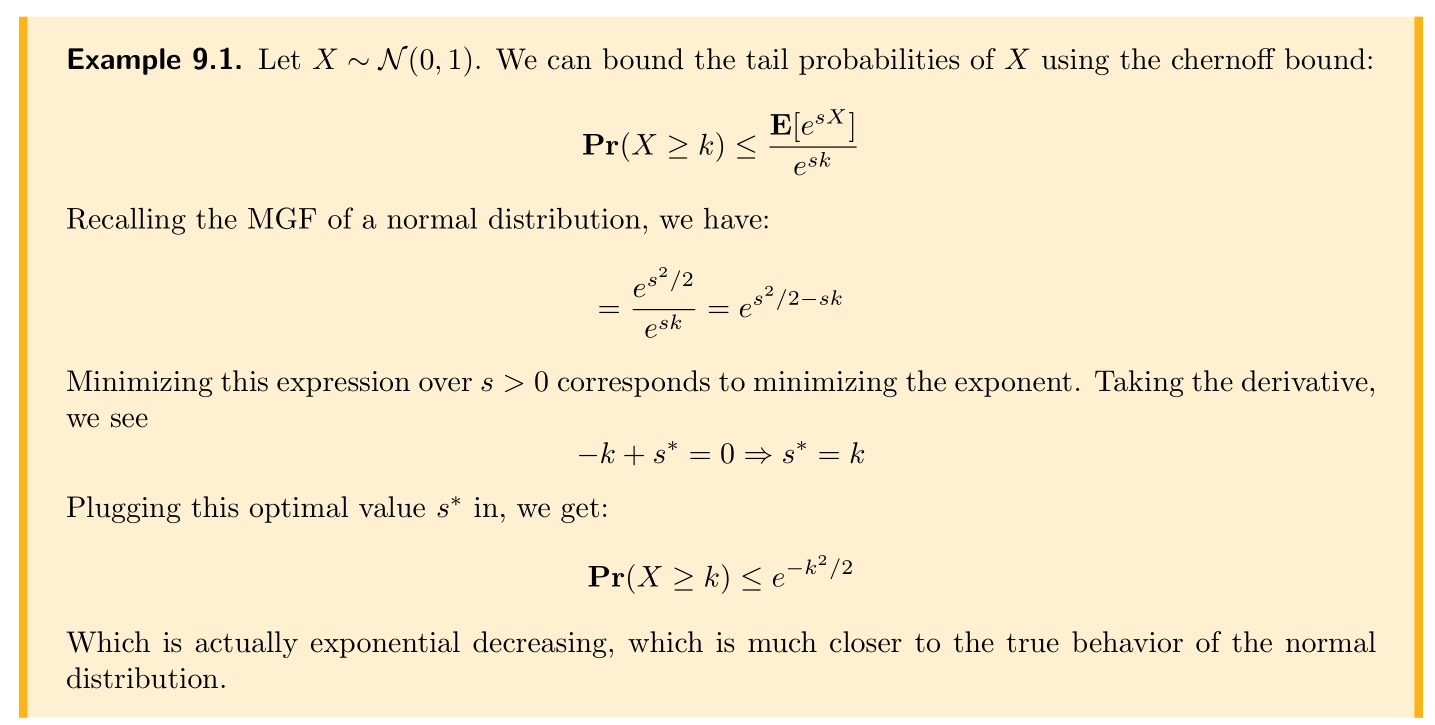 Example 9.1. Let X ∼ 𝒩(0, 1). We can bound the tail probabilities of X using the chernoff bound:
Pr(X ≥ k) ≤ E[e^{sX}] / e^{sk}
Recalling the MGF of a normal distribution, we have:
= e^{s²/2} / e^{sk} = e^{s²/2−sk}
Minimizing this expression over s > 0 corresponds to minimizing the exponent. Taking the derivative,
we see
−k + s* = 0 ⇒ s* = k
Plugging this optimal value s* in, we get:
Pr(X ≥ k) ≤ e^{−k²/2}
Which is actually exponential decreasing, which is much closer to the true behavior of the normal
distribution.